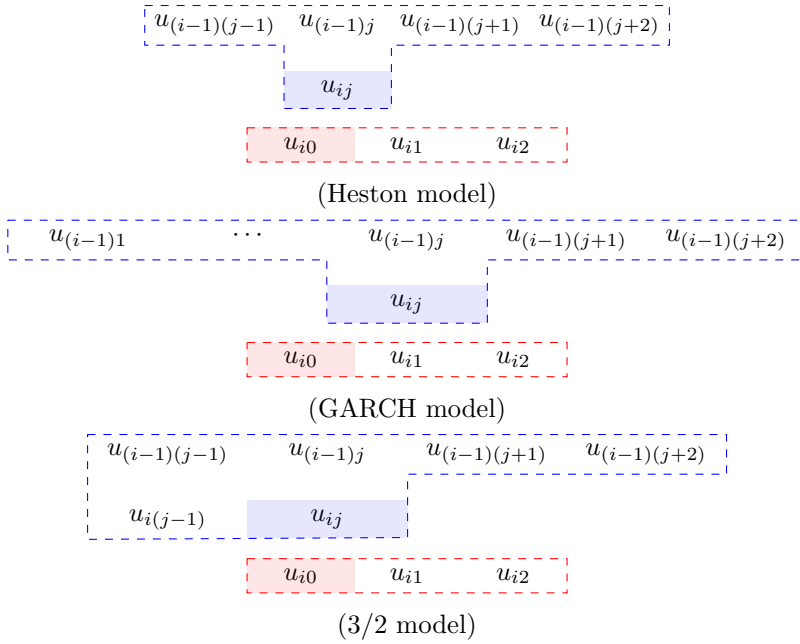 u_{(i−1)(j−1)} u_{(i−1)j} u_{(i−1)(j+1)} u_{(i−1)(j+2)}
u_{ij}
u_{i0} u_{i1} u_{i2}
(Heston model)
u_{(i−1)1} ⋯ u_{(i−1)j} u_{(i−1)(j+1)} u_{(i−1)(j+2)}
u_{ij}
u_{i0} u_{i1} u_{i2}
(GARCH model)
u_{(i−1)(j−1)} u_{(i−1)j} u_{(i−1)(j+1)} u_{(i−1)(j+2)}
u_{i(j−1)} u_{ij}
u_{i0} u_{i1} u_{i2}
(3/2 model)